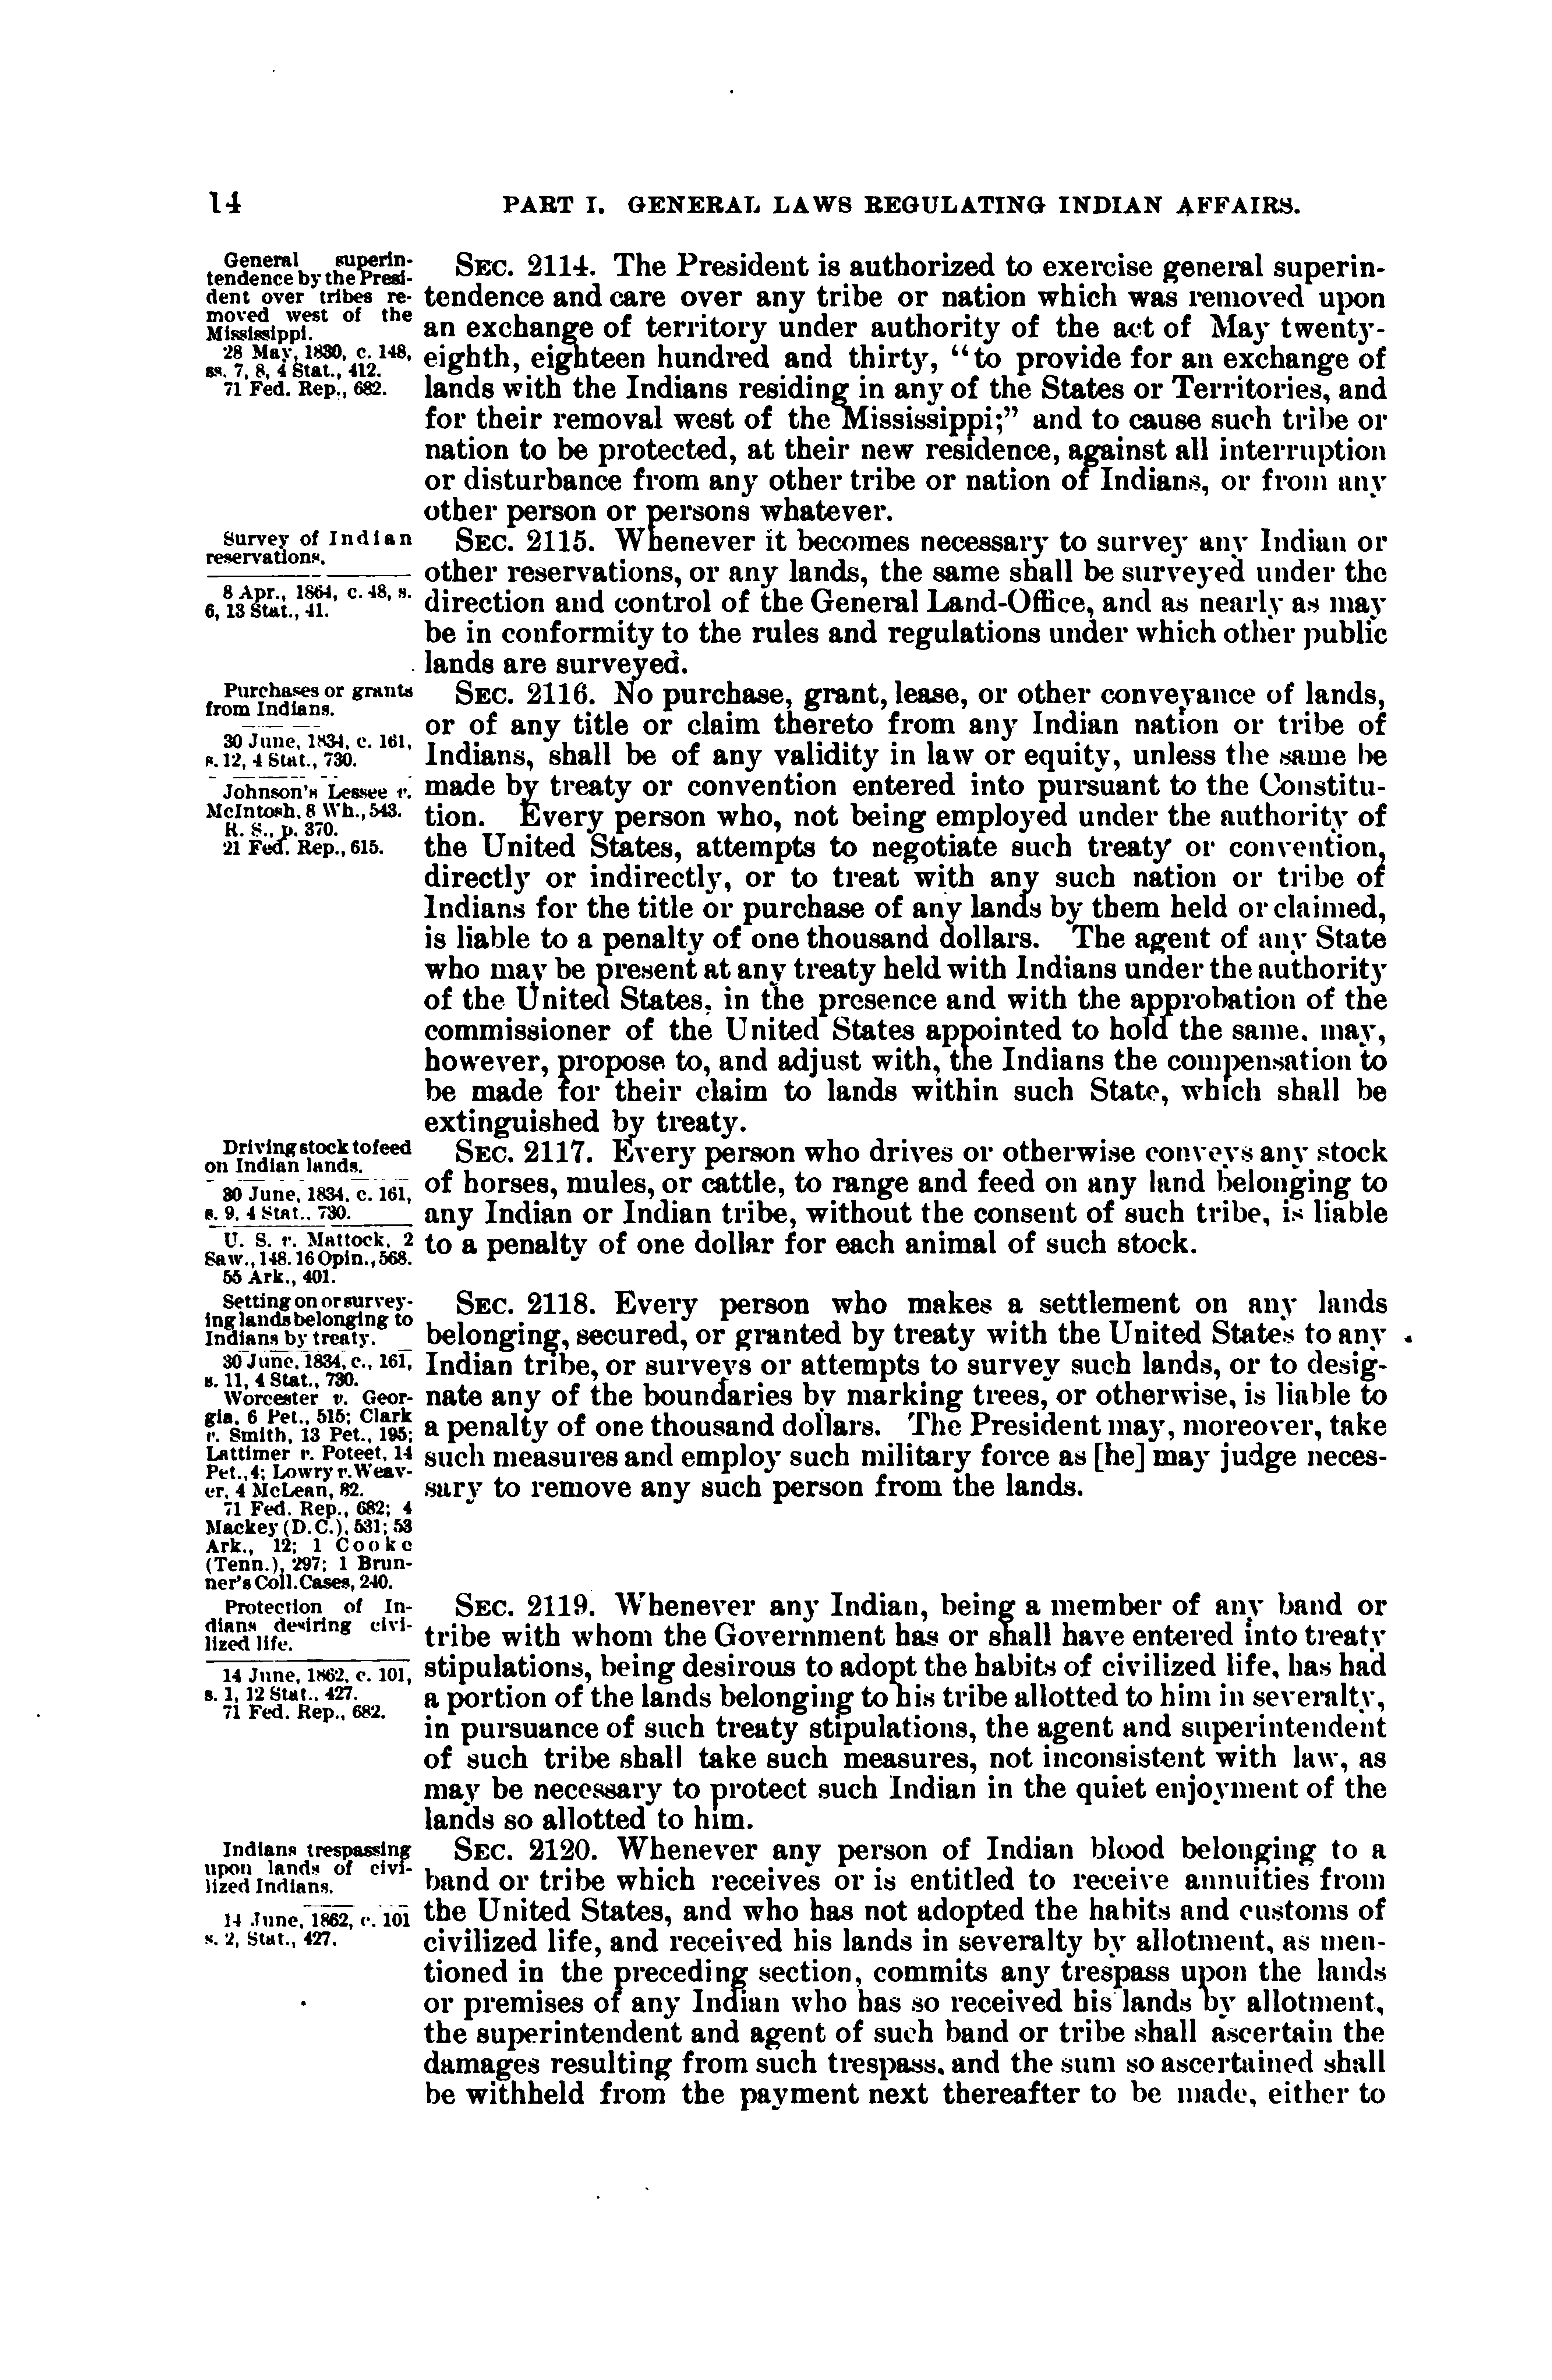 14
PART I. GENERAL LAWS REGULATING INDIAN AFFAIRS.
General superin-
tendence by the Presi-
dent over tribes re-
moved west of the
Mississippi.
28 May, 1830, c. 148,
ss. 7, 8, 4 Stat., 412.
71 Fed. Rep., 682.
SEC. 2114. The President is authorized to exercise general superin-
tendence and care over any tribe or nation which was removed upon
an exchange of territory under authority of the act of May twenty-
eighth, eighteen hundred and thirty, "to provide for an exchange of
lands with the Indians residing in any of the States or Territories, and
for their removal west of the Mississippi;" and to cause such tribe or
nation to be protected, at their new residence, against all interruption
or disturbance from any other tribe or nation of Indians, or from any
other person or persons whatever.
Survey of Indian
reservations.
8 Apr., 1864, c. 48, s.
6, 13 Stat., 41.
SEC. 2115. Whenever it becomes necessary to survey any Indian or
other reservations, or any lands, the same shall be surveyed under the
direction and control of the General Land-Office, and as nearly as may
be in conformity to the rules and regulations under which other public
lands are surveyed.
Purchases or grants
from Indians.
30 June, 1834, c. 161,
s. 12, 4 Stat., 730.
Johnson's Lessee v.
McIntosh, 8 Wh., 543.
R. S., p. 370.
21 Fed. Rep., 615.
SEC. 2116. No purchase, grant, lease, or other conveyance of lands,
or of any title or claim thereto from any Indian nation or tribe of
Indians, shall be of any validity in law or equity, unless the same be
made by treaty or convention entered into pursuant to the Constitu-
tion. Every person who, not being employed under the authority of
the United States, attempts to negotiate such treaty or convention,
directly or indirectly, or to treat with any such nation or tribe of
Indians for the title or purchase of any lands by them held or claimed,
is liable to a penalty of one thousand dollars. The agent of any State
who may be present at any treaty held with Indians under the authority
of the United States, in the presence and with the approbation of the
commissioner of the United States appointed to hold the same, may,
however, propose to, and adjust with, the Indians the compensation to
be made for their claim to lands within such State, which shall be
extinguished by treaty.
Driving stock to feed
on Indian lands.
30 June, 1834, c. 161,
s. 9, 4 Stat., 730.
U. S. v. Mattock, 2
Saw., 148. 16 Opin., 568.
55 Ark., 401.
SEC. 2117. Every person who drives or otherwise conveys any stock
of horses, mules, or cattle, to range and feed on any land belonging to
any Indian or Indian tribe, without the consent of such tribe, is liable
to a penalty of one dollar for each animal of such stock.
Setting on or survey-
ing lands belonging to
Indians by treaty.
30 June, 1834, c., 161,
s. 11, 4 Stat., 730.
Worcester v. Geor-
gia, 6 Pet., 515; Clark
v. Smith, 13 Pet., 195;
Lattimer v. Poteet, 14
Pet., 4; Lowry v. Weav-
er, 4 McLean, 82.
71 Fed. Rep., 682; 4
Mackey (D. C.), 531; 53
Ark., 12; 1 Cooke
(Tenn.), 297; 1 Brun-
ner's Coll. Cases, 240.
SEC. 2118. Every person who makes a settlement on any lands
belonging, secured, or granted by treaty with the United States to any
Indian tribe, or surveys or attempts to survey such lands, or to desig-
nate any of the boundaries by marking trees, or otherwise, is liable to
a penalty of one thousand dollars. The President may, moreover, take
such measures and employ such military force as [he] may judge neces-
sary to remove any such person from the lands.
Protection of In-
dians desiring civi-
lized life.
14 June, 1862, c. 101,
s. 1, 12 Stat., 427.
71 Fed. Rep., 682.
SEC. 2119. Whenever any Indian, being a member of any band or
tribe with whom the Government has or shall have entered into treaty
stipulations, being desirous to adopt the habits of civilized life, has had
a portion of the lands belonging to his tribe allotted to him in severalty,
in pursuance of such treaty stipulations, the agent and superintendent
of such tribe shall take such measures, not inconsistent with law, as
may be necessary to protect such Indian in the quiet enjoyment of the
lands so allotted to him.
Indians trespassing
upon lands of civi-
lized Indians.
14 June, 1862, c. 101
s. 2, Stat., 427.
SEC. 2120. Whenever any person of Indian blood belonging to a
band or tribe which receives or is entitled to receive annuities from
the United States, and who has not adopted the habits and customs of
civilized life, and received his lands in severalty by allotment, as men-
tioned in the preceding section, commits any trespass upon the lands
or premises of any Indian who has so received his lands by allotment,
the superintendent and agent of such band or tribe shall ascertain the
damages resulting from such trespass, and the sum so ascertained shall
be withheld from the payment next thereafter to be made, either to